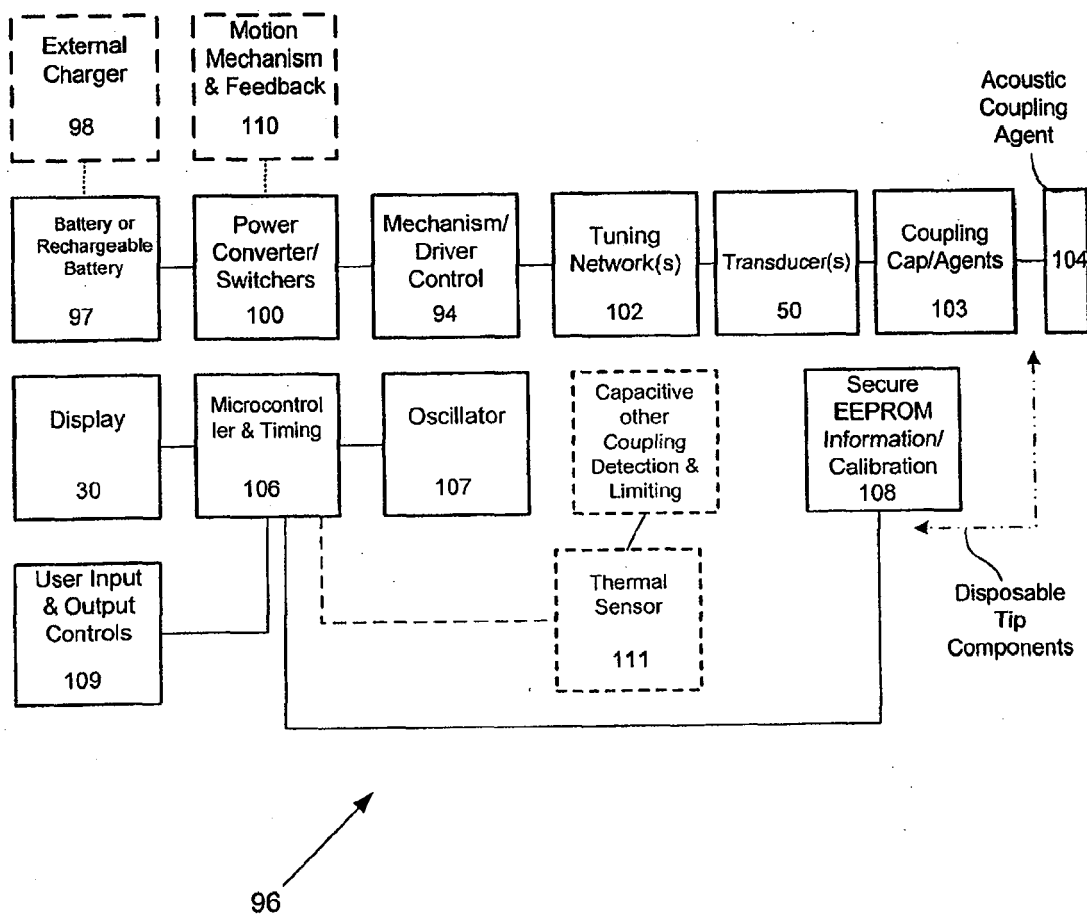 External
Charger
98
Motion
Mechanism
& Feedback
110
Acoustic
Coupling
Agent
Battery or
Rechargeable
Battery
97
Power
Converter/
Switchers
100
Mechanism/
Driver
Control
94
Tuning
Network(s)
102
Transducer(s)
50
Coupling
Cap/Agents
103
104
Display
30
Microcontrol
ler & Timing
106
Oscillator
107
Capacitive
other
Coupling
Detection &
Limiting
Secure
EEPROM
Information/
Calibration
108
User Input
& Output
Controls
109
Thermal
Sensor
111
Disposable
Tip
Components
96